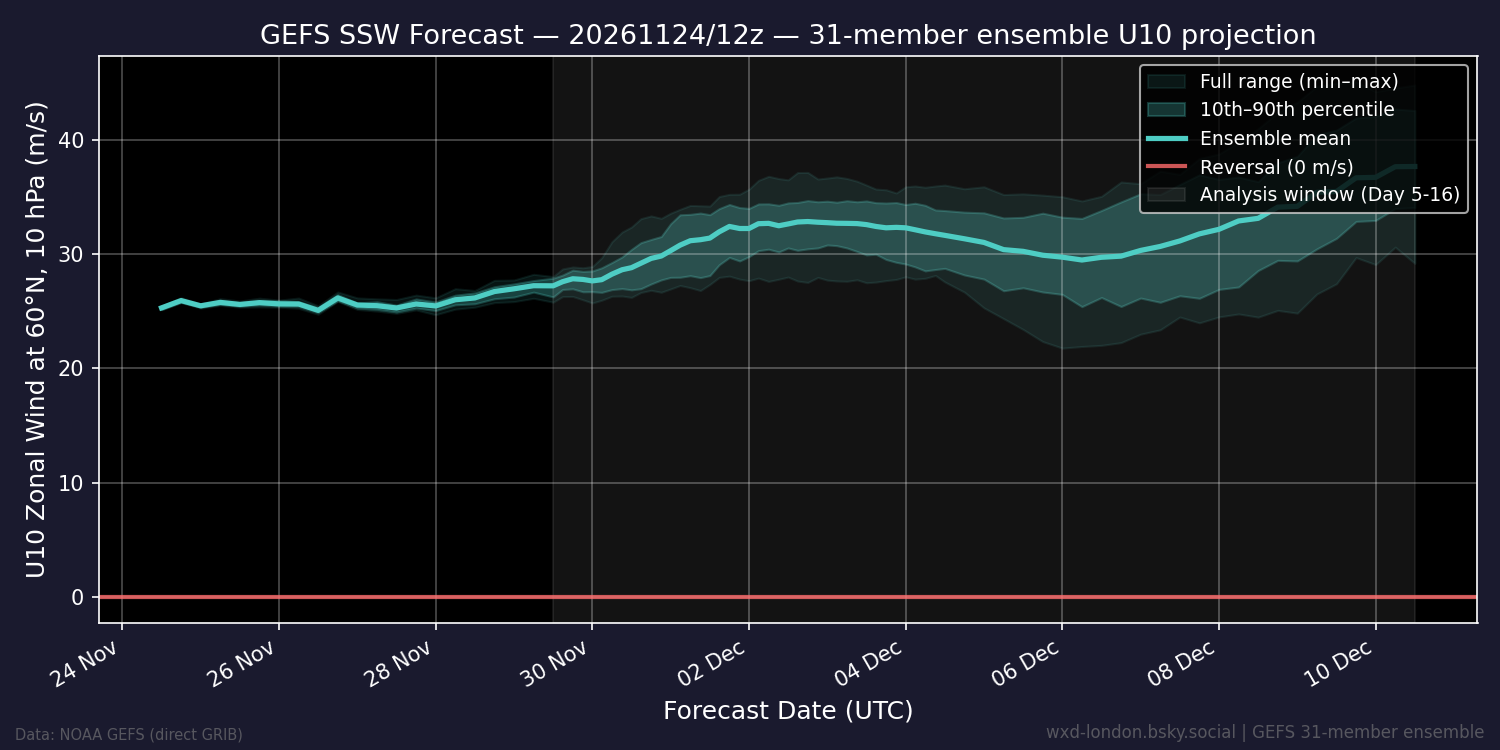 GEFS SSW Forecast — 20261124/12z — 31-member ensemble U10 projection
Full range (min–max)
10th–90th percentile
Ensemble mean
Reversal (0 m/s)
Analysis window (Day 5-16)
U10 Zonal Wind at 60°N, 10 hPa (m/s)
40
30
20
10
0
24 Nov
26 Nov
28 Nov
30 Nov
02 Dec
04 Dec
06 Dec
08 Dec
10 Dec
Forecast Date (UTC)
Data: NOAA GEFS (direct GRIB)
wxd-london.bsky.social | GEFS 31-member ensemble